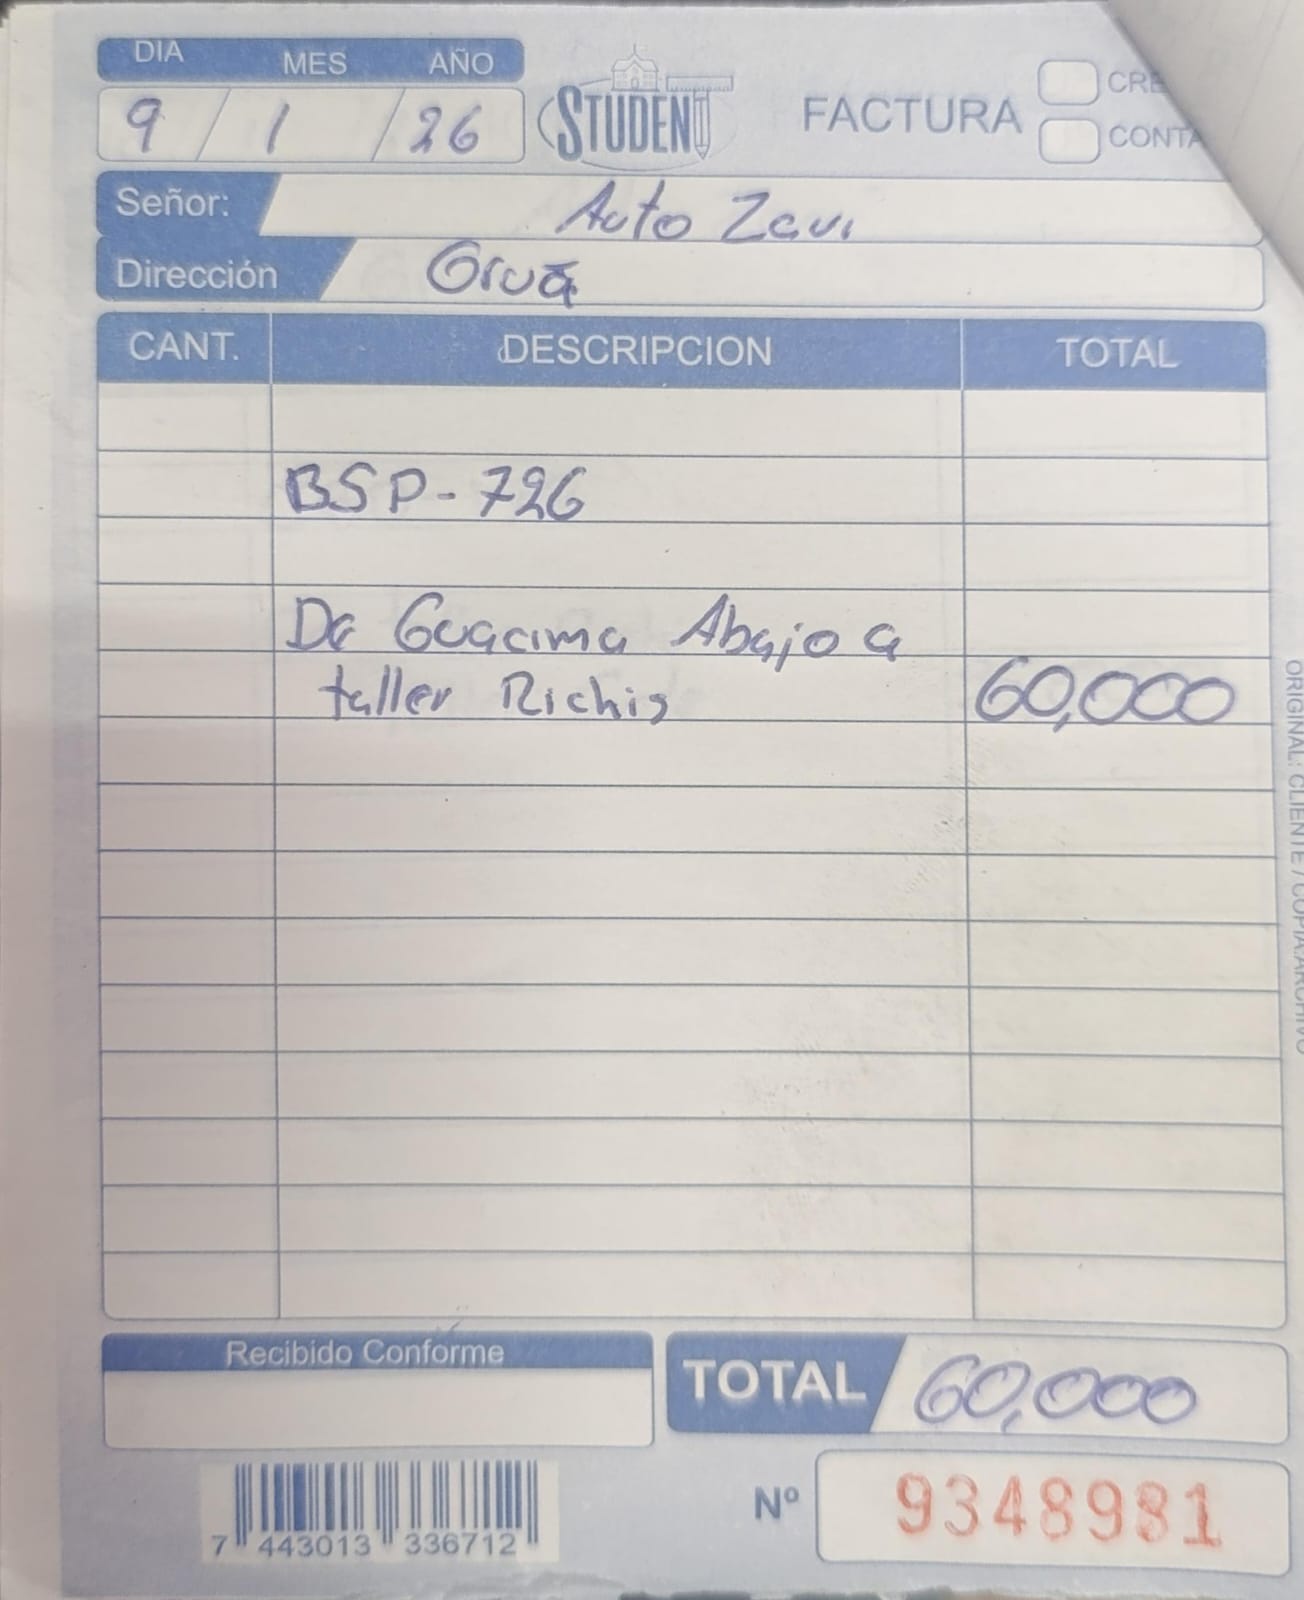 DIA MES AÑO
9 / 1 / 26
STUDENT
FACTURA
CRE
CONTA
Señor: Auto Zavi
Dirección Grua
CANT. DESCRIPCION TOTAL
BSP-726
De Guacima Abajo a
taller Richis 60,000
ORIGINAL: CLIENTE / COPIA:ARCHIVO
Recibido Conforme
TOTAL 60,000
Nº 9348981
7 443013 336712